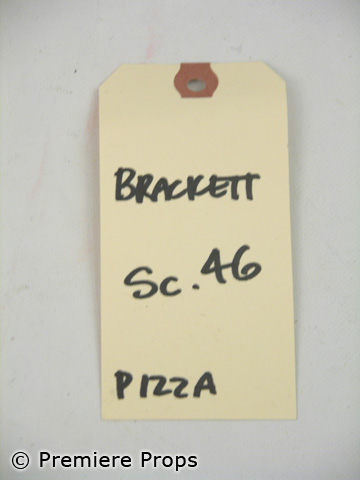 BRACKETT
Sc. 46
PIZZA
© Premiere Props